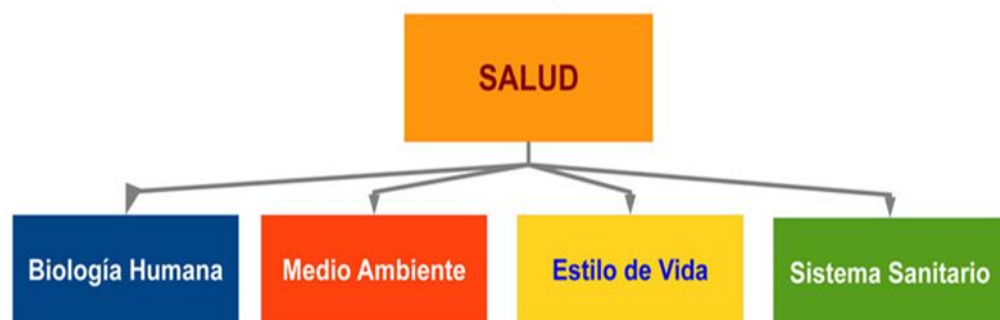 SALUD
Biología Humana
Medio Ambiente
Estilo de Vida
Sistema Sanitario